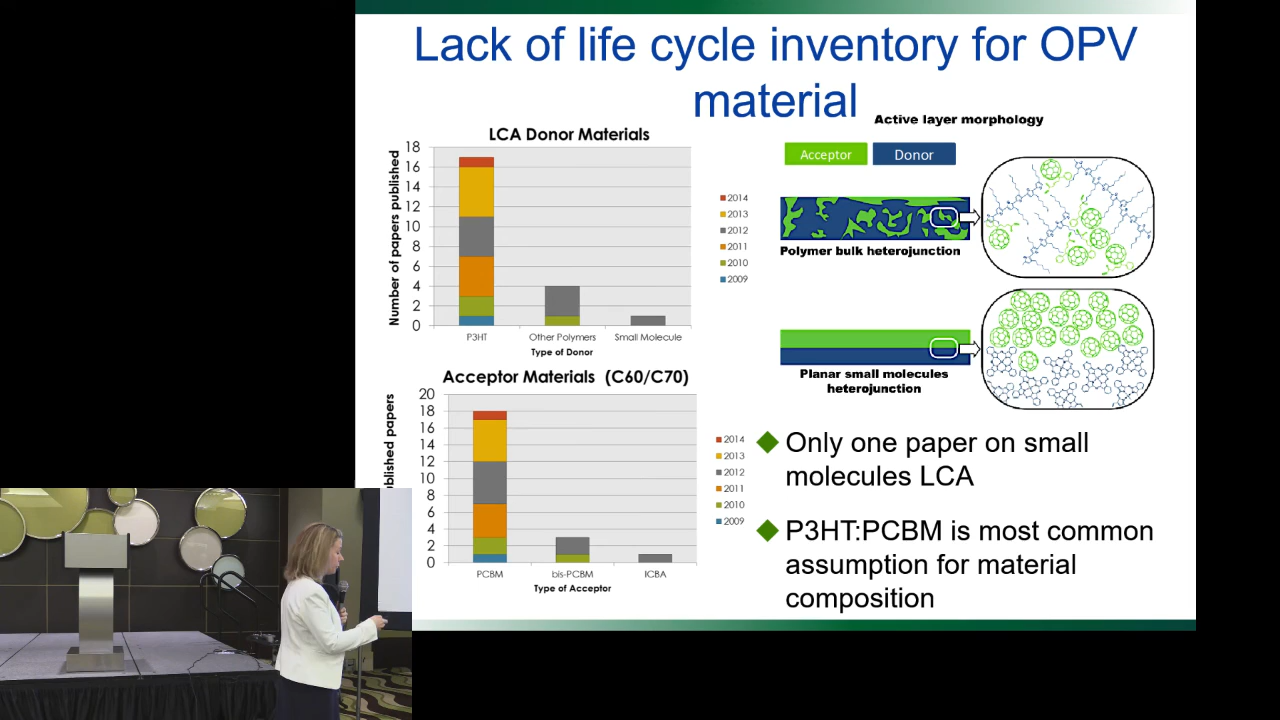 Lack of life cycle inventory for OPV
material
LCA Donor Materials
Number of papers published
18
16
14
12
10
8
6
4
2
0
P3HT
Other Polymers
Small Molecule
Type of Donor
2014
2013
2012
2011
2010
2009
Acceptor Materials (C60/C70)
ublished papers
20
18
16
14
12
10
8
6
4
2
0
PCBM
bis-PCBM
ICBA
Type of Acceptor
2014
2013
2012
2011
2010
2009
Active layer morphology
Acceptor
Donor
Polymer bulk heterojunction
Planar small molecules
heterojunction
Only one paper on small
molecules LCA
P3HT:PCBM is most common
assumption for material
composition